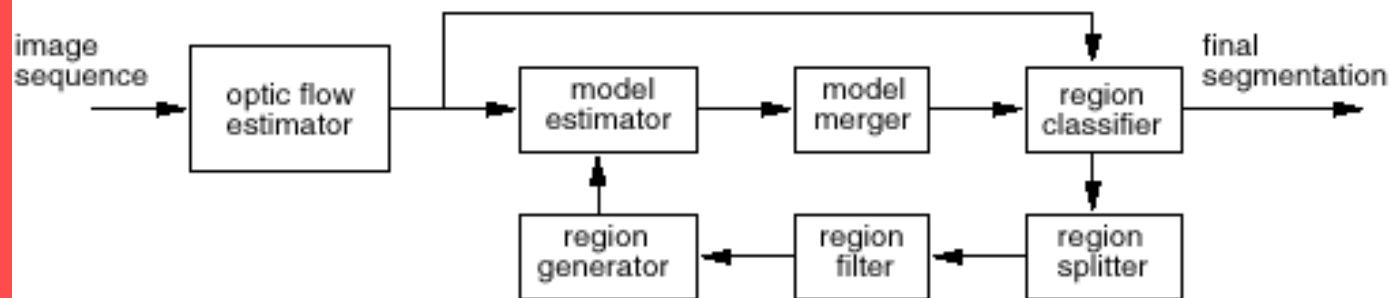 image
sequence
optic flow
estimator
model
estimator
model
merger
region
classifier
final
segmentation
region
generator
region
filter
region
splitter